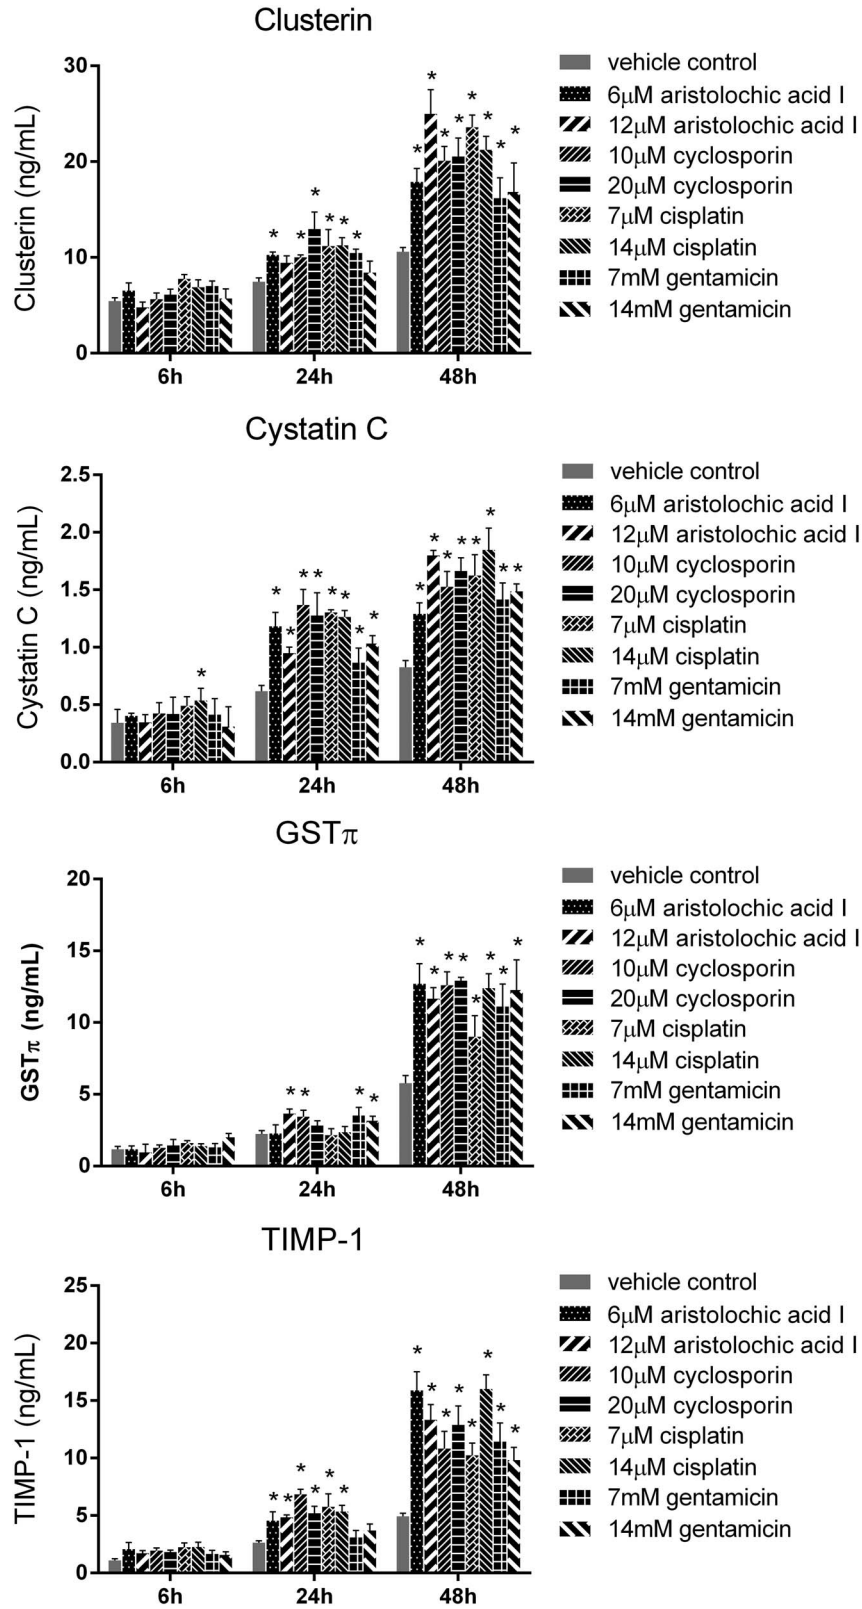 Clusterin
Clusterin (ng/mL)
30
20
10
0
* * * * * * *
* * * * * * * *
6h 24h 48h
vehicle control
6μM aristolochic acid I
12μM aristolochic acid I
10μM cyclosporin
20μM cyclosporin
7μM cisplatin
14μM cisplatin
7mM gentamicin
14mM gentamicin
Cystatin C
Cystatin C (ng/mL)
2.5
2.0
1.5
1.0
0.5
0.0
*
* * * * * * * *
* * * * * * * *
6h 24h 48h
vehicle control
6μM aristolochic acid I
12μM aristolochic acid I
10μM cyclosporin
20μM cyclosporin
7μM cisplatin
14μM cisplatin
7mM gentamicin
14mM gentamicin
GSTπ
GSTπ (ng/mL)
20
15
10
5
0
* * * *
* * * * * * * *
6h 24h 48h
vehicle control
6μM aristolochic acid I
12μM aristolochic acid I
10μM cyclosporin
20μM cyclosporin
7μM cisplatin
14μM cisplatin
7mM gentamicin
14mM gentamicin
TIMP-1
TIMP-1 (ng/mL)
25
20
15
10
5
0
* * * * * *
* * * * * * * *
6h 24h 48h
vehicle control
6μM aristolochic acid I
12μM aristolochic acid I
10μM cyclosporin
20μM cyclosporin
7μM cisplatin
14μM cisplatin
7mM gentamicin
14mM gentamicin